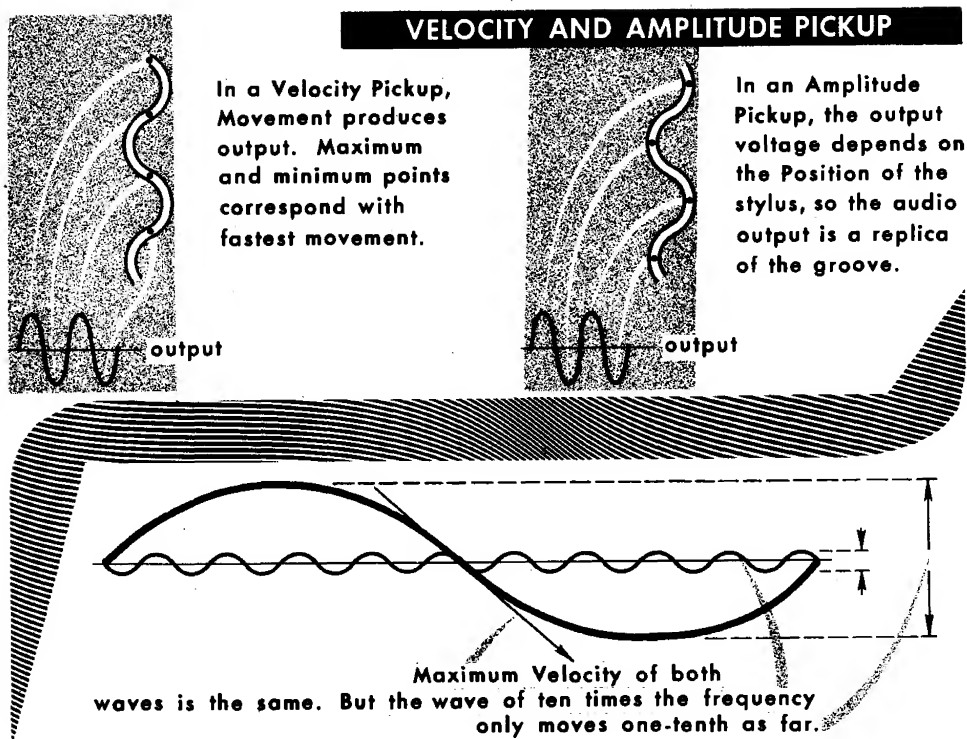 VELOCITY AND AMPLITUDE PICKUP
In a Velocity Pickup,
Movement produces
output. Maximum
and minimum points
correspond with
fastest movement.
output
In an Amplitude
Pickup, the output
voltage depends on
the Position of the
stylus, so the audio
output is a replica
of the groove.
output
Maximum Velocity of both
waves is the same. But the wave of ten times the frequency
only moves one-tenth as far.